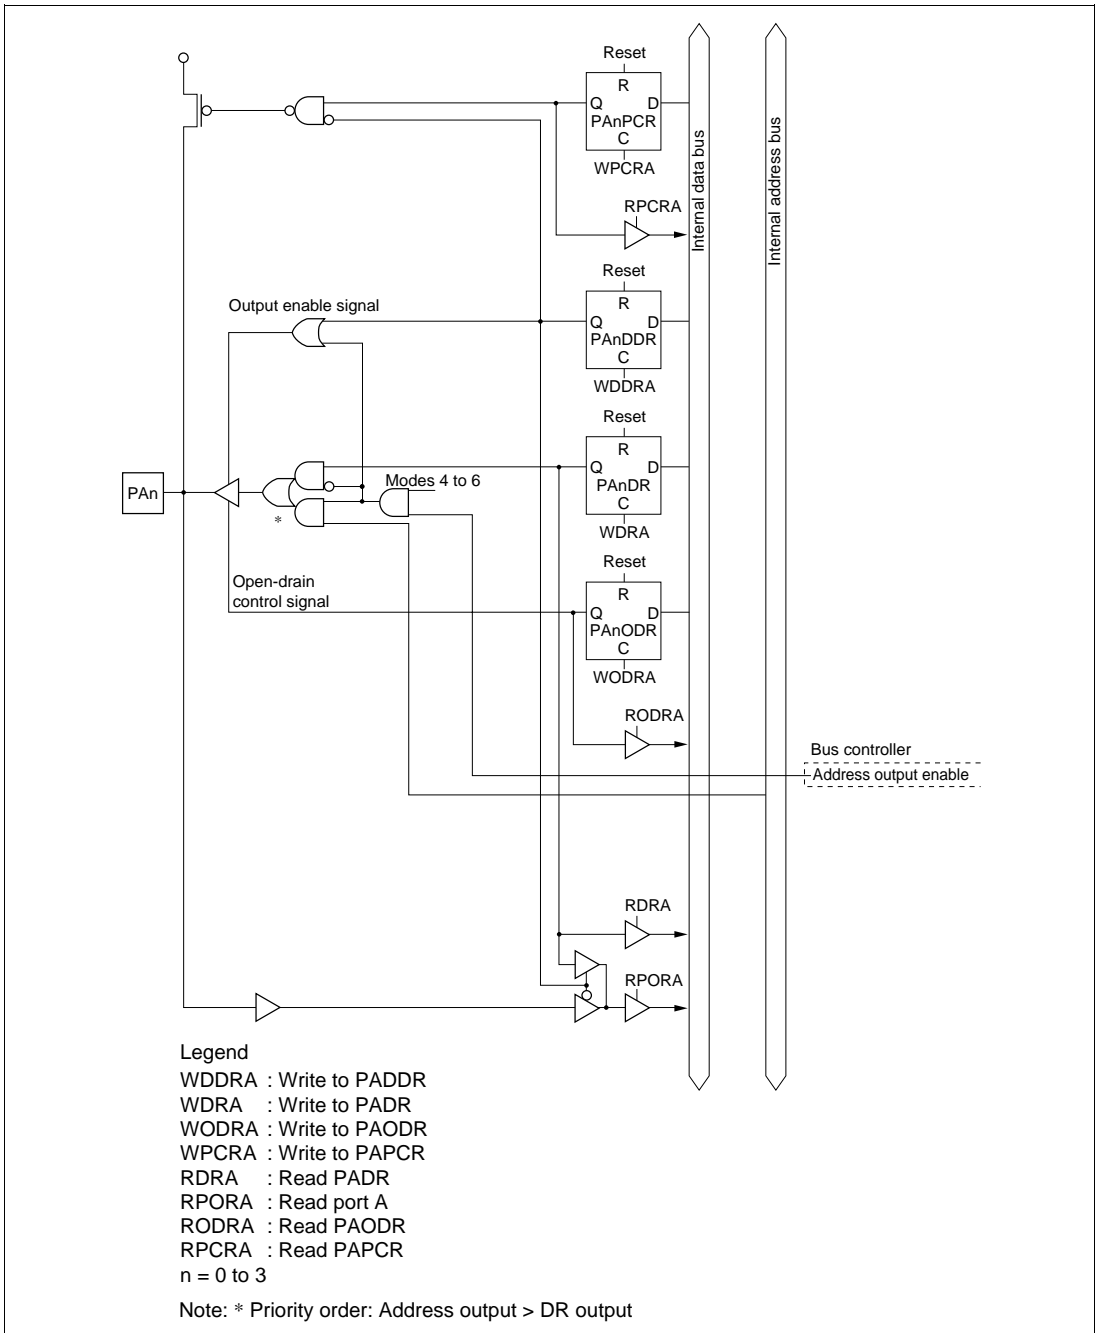 Reset
R
Q D
PAnPCR
C
WPCRA
RPCRA
Internal data bus
Internal address bus
Reset
R
Output enable signal
Q D
PAnDDR
C
WDDRA
Reset
R
Q D
Modes 4 to 6
PAn
PAnDR
C
*
WDRA
Reset
Open-drain
control signal
R
Q D
PAnODR
C
WODRA
RODRA
Bus controller
Address output enable
RDRA
RPORA
Legend
WDDRA : Write to PADDR
WDRA : Write to PADR
WODRA : Write to PAODR
WPCRA : Write to PAPCR
RDRA : Read PADR
RPORA : Read port A
RODRA : Read PAODR
RPCRA : Read PAPCR
n = 0 to 3
Note: * Priority order: Address output > DR output